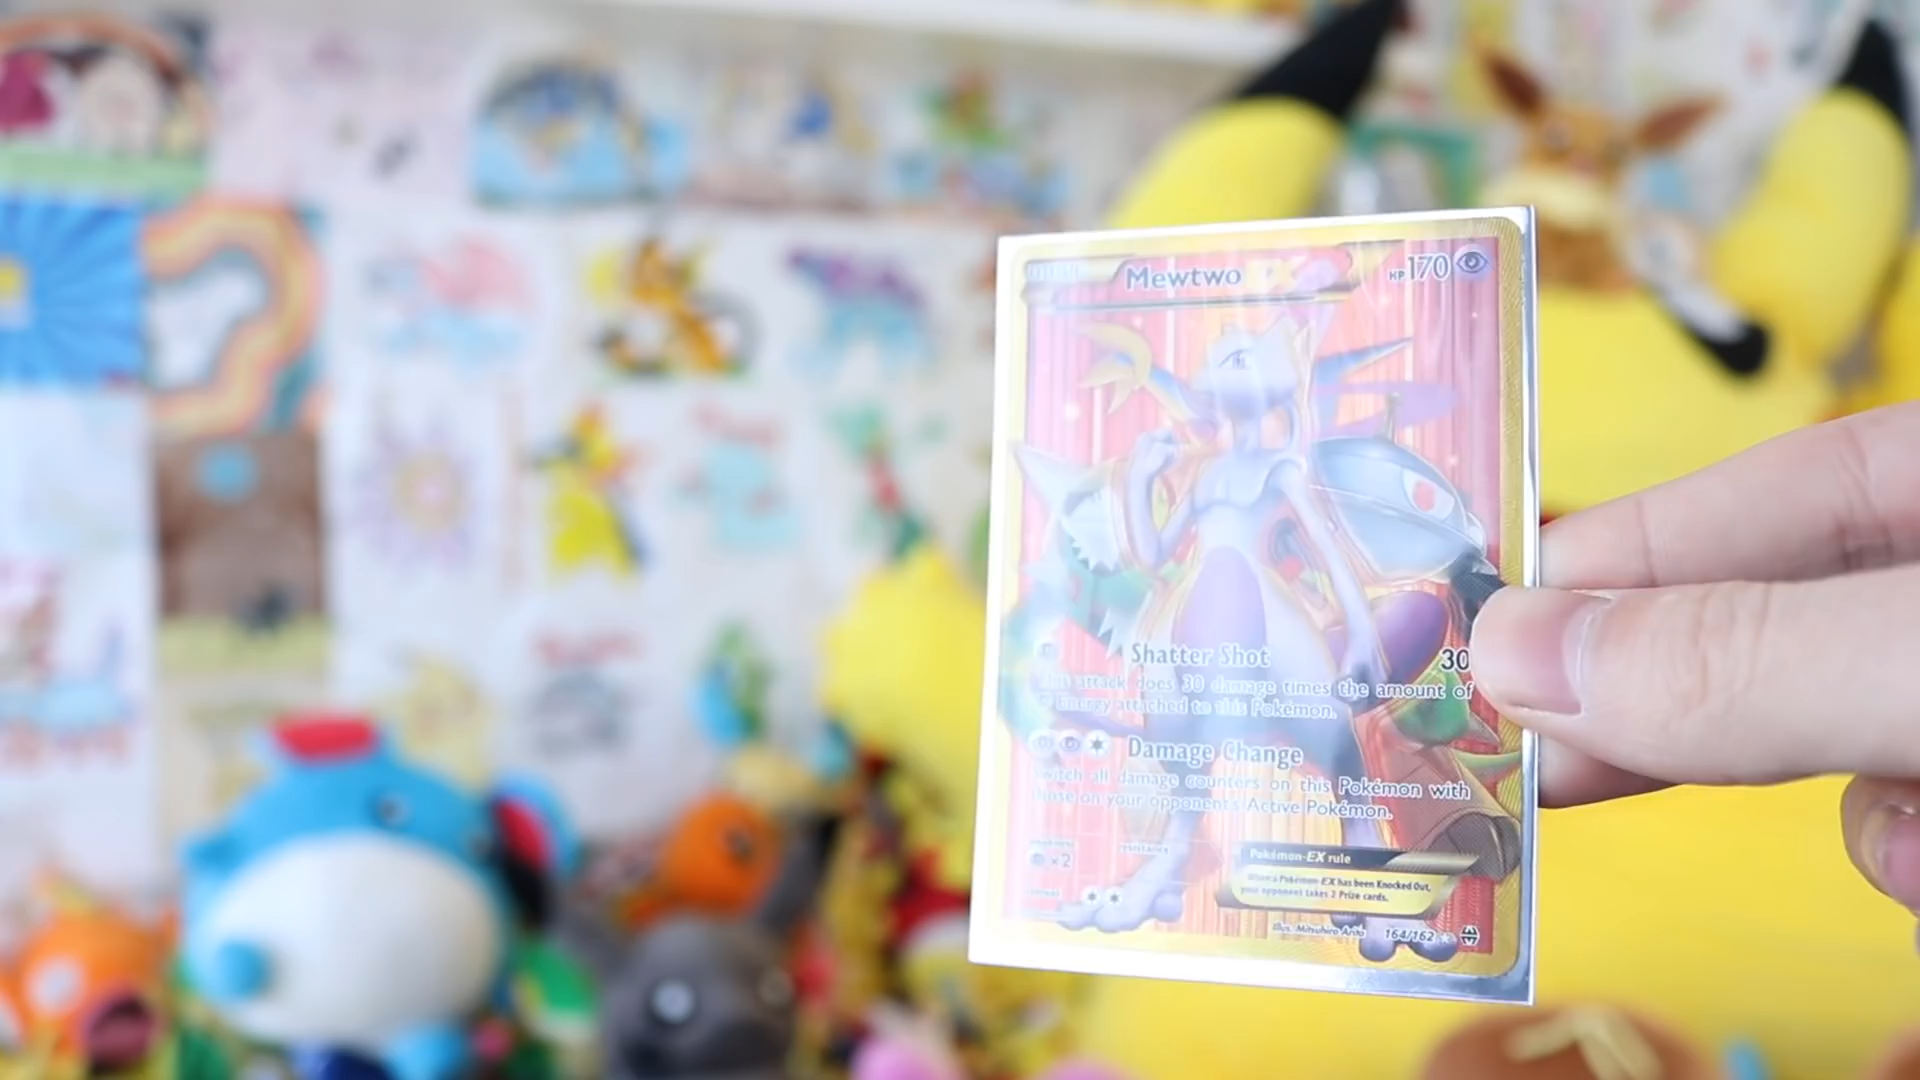 Mewtwo EX HP170
Shatter Shot 30
This attack does 30 damage times the amount of
Energy attached to this Pokémon.
Damage Change
Switch all damage counters on this Pokémon with
those on your opponent's Active Pokémon.
weakness resistance
×2
Pokémon-EX rule
When a Pokémon-EX has been Knocked Out,
your opponent takes 2 Prize cards.
Illus. Mitsuhiro Arita 164/162